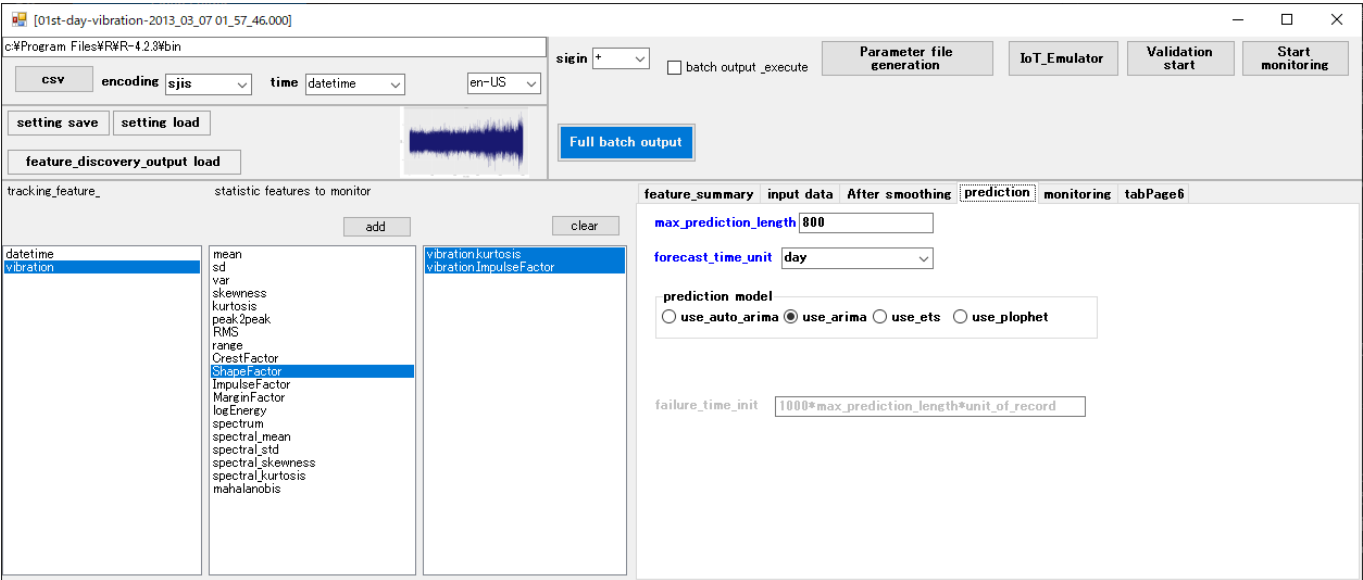 [01st-day-vibration-2013_03_07 01_57_46.000]
c:¥Program Files¥R¥R-4.2.3¥bin
csv
encoding
sjis
time
datetime
en-US
sigin
+
batch output _execute
Parameter file
generation
IoT_Emulator
Validation
start
Start
monitoring
setting save
setting load
feature_discovery_output load
Full batch output
tracking_feature_
statistic features to monitor
add
clear
datetime
vibration
mean
sd
var
skewness
kurtosis
peak2peak
RMS
range
CrestFactor
ShapeFactor
ImpulseFactor
MarginFactor
logEnergy
spectrum
spectral_mean
spectral_std
spectral_skewness
spectral_kurtosis
mahalanobis
vibration.kurtosis
vibration.ImpulseFactor
feature_summary
input data
After smoothing
prediction
monitoring
tabPage6
max_prediction_length
800
forecast_time_unit
day
prediction model
use_auto_arima
use_arima
use_ets
use_plophet
failure_time_init
1000*max_prediction_length*unit_of_record